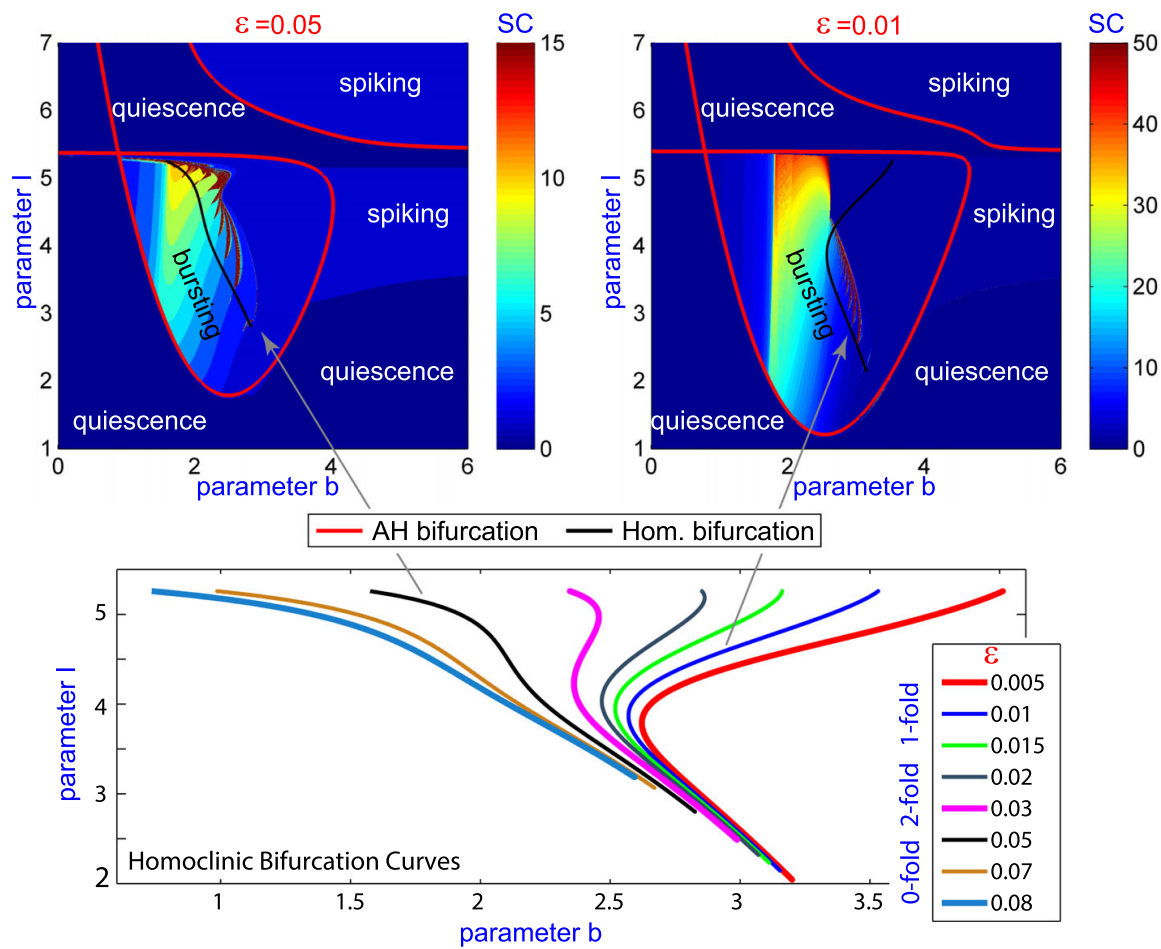 ε=0.05
SC
7
6
5
4
3
2
1
0
2
4
6
parameter I
parameter b
quiescence
spiking
spiking
bursting
quiescence
quiescence
15
10
5
0
ε=0.01
SC
7
6
5
4
3
2
1
0
2
4
6
parameter I
parameter b
quiescence
spiking
spiking
bursting
quiescence
quiescence
50
40
30
20
10
0
AH bifurcation
Hom. bifurcation
5
4
3
2
parameter I
Homoclinic Bifurcation Curves
1
1.5
2
2.5
3
3.5
parameter b
0-fold 2-fold 1-fold
ε
0.005
0.01
0.015
0.02
0.03
0.05
0.07
0.08